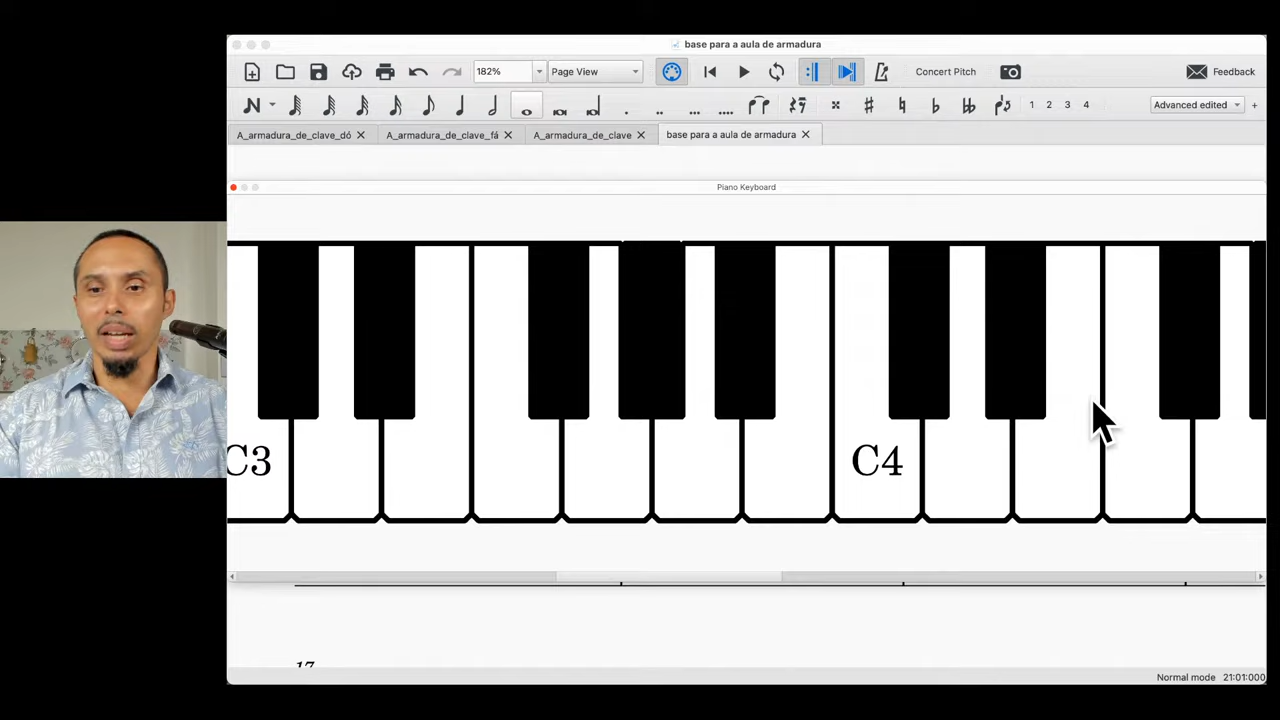 base para a aula de armadura
182% Page View Concert Pitch Feedback
1 2 3 4 Advanced edited +
A_armadura_de_clave_dó A_armadura_de_clave_fá A_armadura_de_clave base para a aula de armadura
Piano Keyboard
C3 C4
17
Normal mode 21:01:000